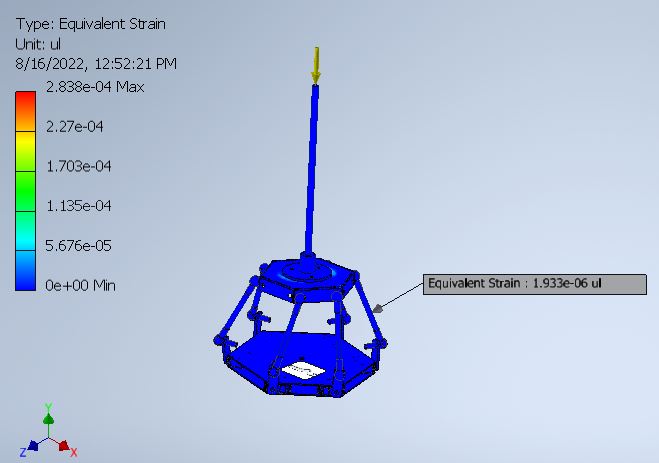 Type: Equivalent Strain
Unit: ul
8/16/2022, 12:52:21 PM
2.838e-04 Max
2.27e-04
1.703e-04
1.135e-04
5.676e-05
0e+00 Min
Equivalent Strain : 1.933e-06 ul
Y
Z
X